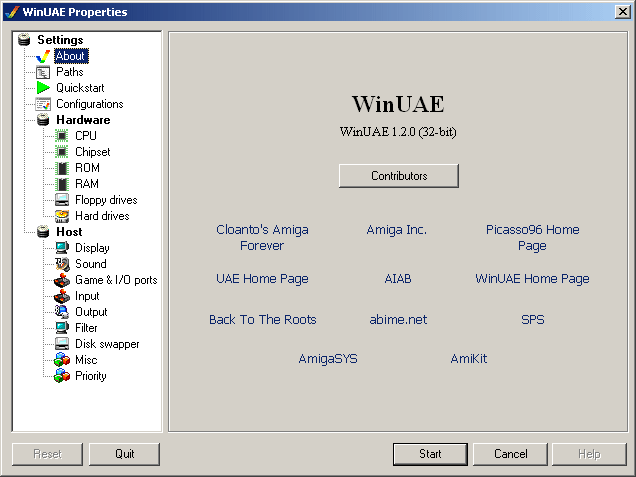 WinUAE Properties
Settings
About
Paths
Quickstart
Configurations
Hardware
CPU
Chipset
ROM
RAM
Floppy drives
Hard drives
Host
Display
Sound
Game & I/O ports
Input
Output
Filter
Disk swapper
Misc
Priority
WinUAE
WinUAE 1.2.0 (32-bit)
Contributors
Cloanto's Amiga
Forever
Amiga Inc.
Picasso96 Home
Page
UAE Home Page
AIAB
WinUAE Home Page
Back To The Roots
abime.net
SPS
AmigaSYS
AmiKit
Reset
Quit
Start
Cancel
Help